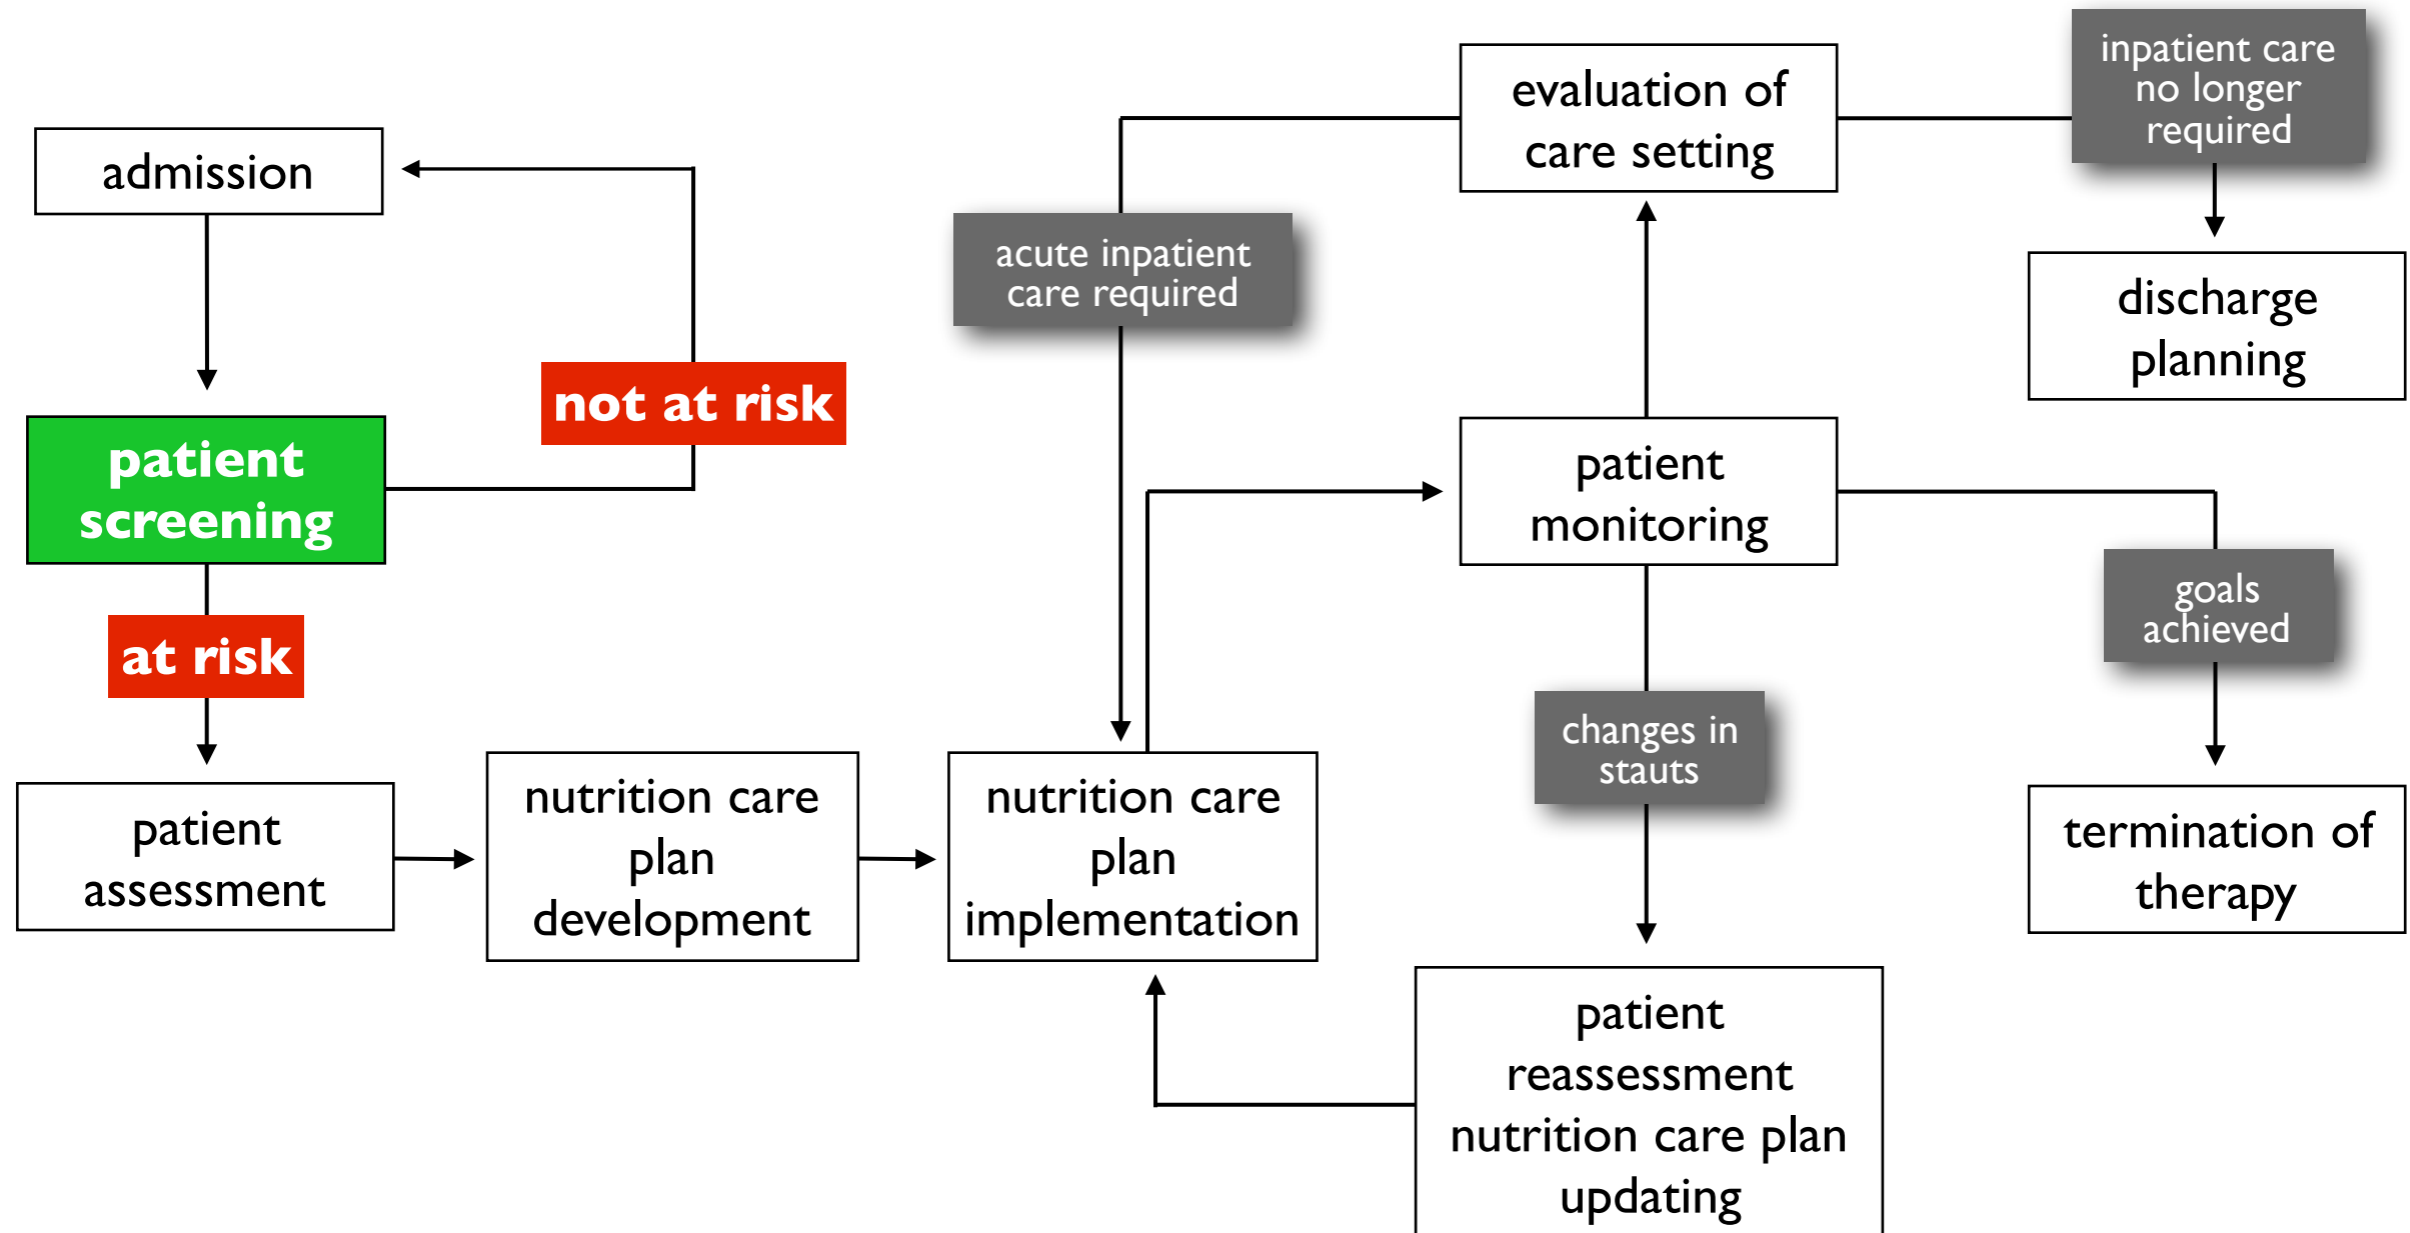 admission
patient
screening
not at risk
at risk
patient
assessment
nutrition care
plan
development
nutrition care
plan
implementation
acute inpatient
care required
evaluation of
care setting
inpatient care
no longer
required
discharge
planning
patient
monitoring
goals
achieved
termination of
therapy
changes in
stauts
patient
reassessment
nutrition care plan
updating